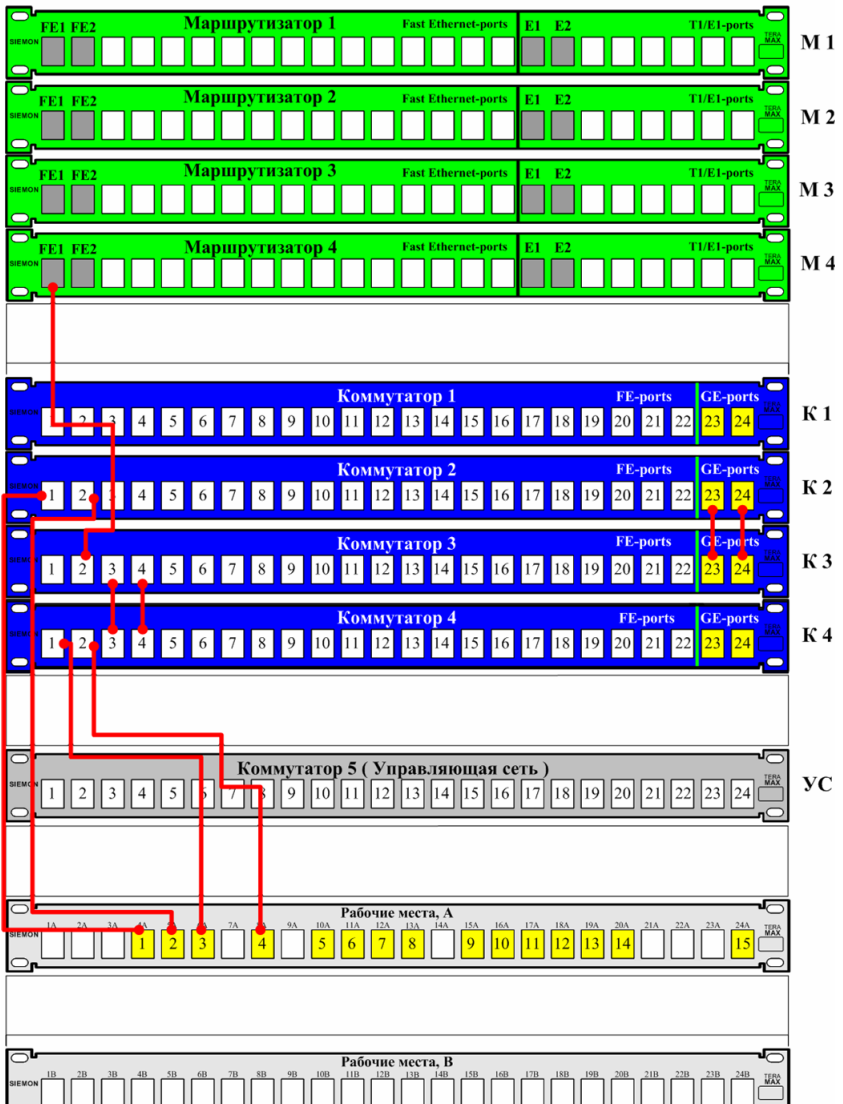 FE1 FE2 Маршрутизатор 1 Fast Ethernet-ports E1 E2 T1/E1-ports
SIEMON TERA MAX М 1
FE1 FE2 Маршрутизатор 2 Fast Ethernet-ports E1 E2 T1/E1-ports
SIEMON TERA MAX М 2
FE1 FE2 Маршрутизатор 3 Fast Ethernet-ports E1 E2 T1/E1-ports
SIEMON TERA MAX М 3
FE1 FE2 Маршрутизатор 4 Fast Ethernet-ports E1 E2 T1/E1-ports
SIEMON TERA MAX М 4
Коммутатор 1 FE-ports GE-ports
SIEMON 1 2 3 4 5 6 7 8 9 10 11 12 13 14 15 16 17 18 19 20 21 22 23 24 TERA MAX К 1
Коммутатор 2 FE-ports GE-ports
SIEMON 1 2 3 4 5 6 7 8 9 10 11 12 13 14 15 16 17 18 19 20 21 22 23 24 TERA MAX К 2
Коммутатор 3 FE-ports GE-ports
SIEMON 1 2 3 4 5 6 7 8 9 10 11 12 13 14 15 16 17 18 19 20 21 22 23 24 TERA MAX К 3
Коммутатор 4 FE-ports GE-ports
SIEMON 1 2 3 4 5 6 7 8 9 10 11 12 13 14 15 16 17 18 19 20 21 22 23 24 TERA MAX К 4
Коммутатор 5 ( Управляющая сеть )
SIEMON 1 2 3 4 5 6 7 8 9 10 11 12 13 14 15 16 17 18 19 20 21 22 23 24 TERA MAX УС
Рабочие места, А
1A 2A 3A 4A 7A 9A 10A 11A 12A 13A 14A 15A 16A 17A 18A 19A 20A 21A 22A 23A 24A
SIEMON 1 2 3 4 5 6 7 8 9 10 11 12 13 14 15 TERA MAX
Рабочие места, В
1B 2B 3B 4B 5B 6B 7B 8B 9B 10B 11B 12B 13B 14B 15B 16B 17B 18B 19B 20B 21B 22B 23B 24B
SIEMON TERA MAX